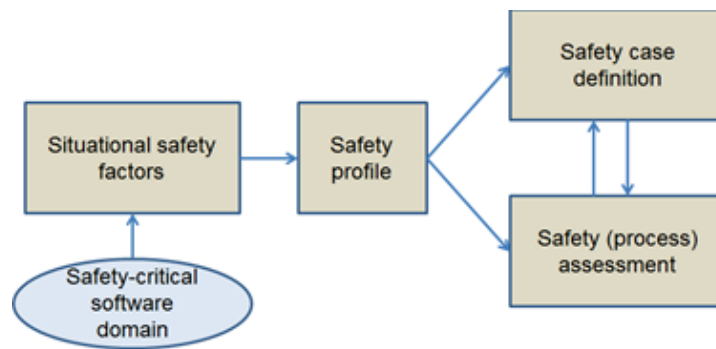 Situational safety
factors
Safety
profile
Safety case
definition
Safety (process)
assessment
Safety-critical
software
domain